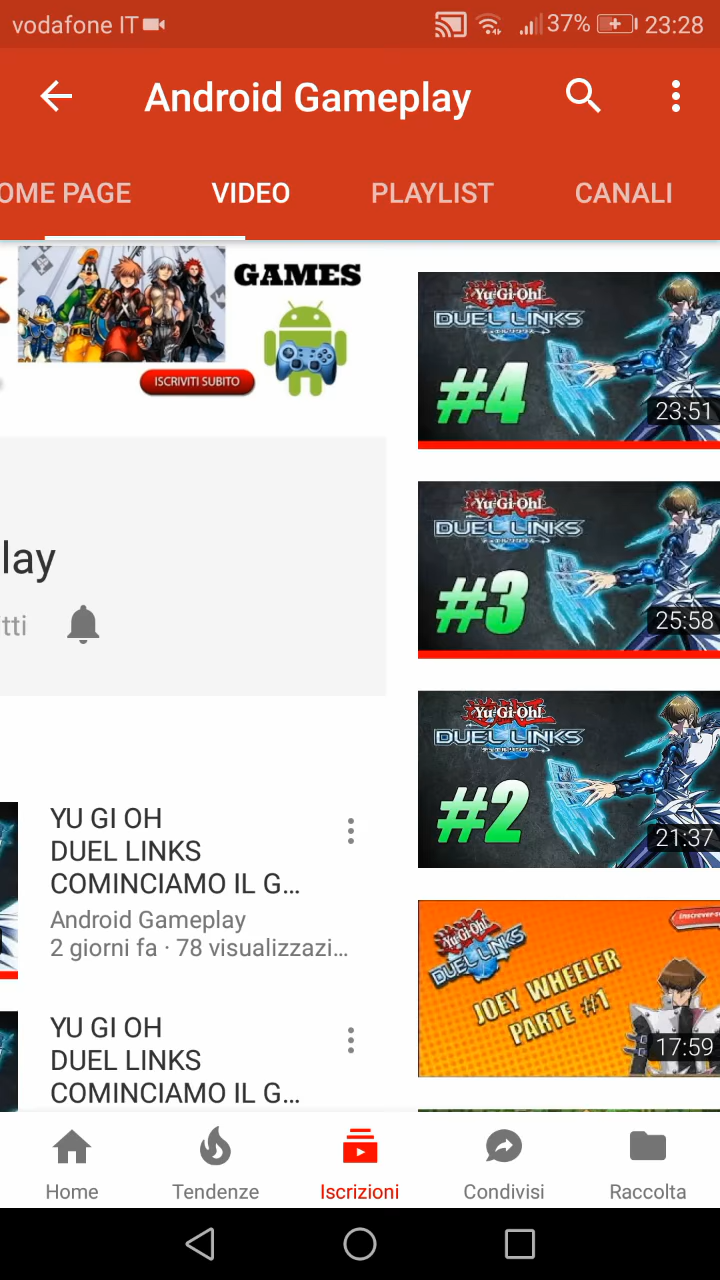 vodafone IT
37% 23:28
Android Gameplay
OME PAGE VIDEO PLAYLIST CANALI
GAMES
ISCRIVITI SUBITO
lay
tti
YU GI OH
DUEL LINKS
COMINCIAMO IL G...
Android Gameplay
2 giorni fa · 78 visualizzazi...
YU GI OH
DUEL LINKS
COMINCIAMO IL G...
Yu-Gi-Oh!
DUEL LINKS
#4
23:51
Yu-Gi-Oh!
DUEL LINKS
#3
25:58
Yu-Gi-Oh!
DUEL LINKS
#2
21:37
Yu-Gi-Oh!
DUEL LINKS
JOEY WHEELER
PARTE #1
17:59
Home Tendenze Iscrizioni Condivisi Raccolta